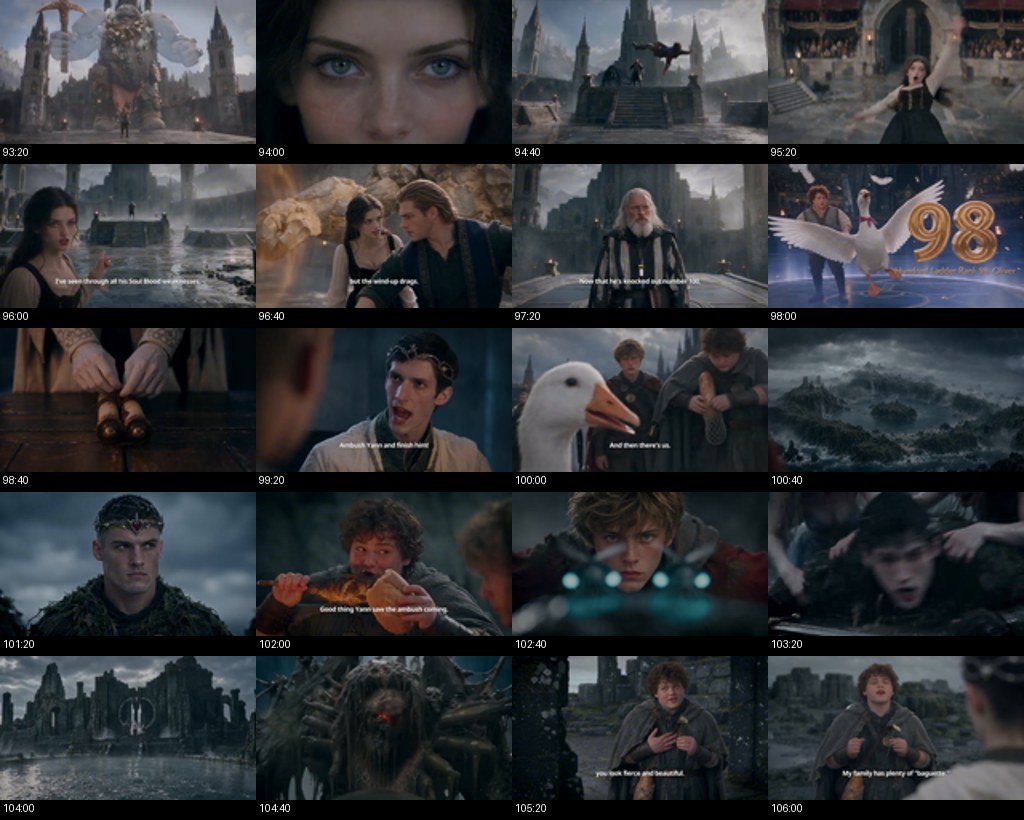 93:20
94:00
94:40
95:20
I've seen through all his Soul Blood weaknesses.
but the wind-up drags.
Now that he's knocked out number 100,
98
96:00
96:40
97:20
98:00
Ambush Yann and finish him!
And then there's us.
98:40
99:20
100:00
100:40
Good thing Yann saw the ambush coming.
101:20
102:00
102:40
103:20
you look fierce and beautiful.
My family has plenty of "baguette."
104:00
104:40
105:20
106:00